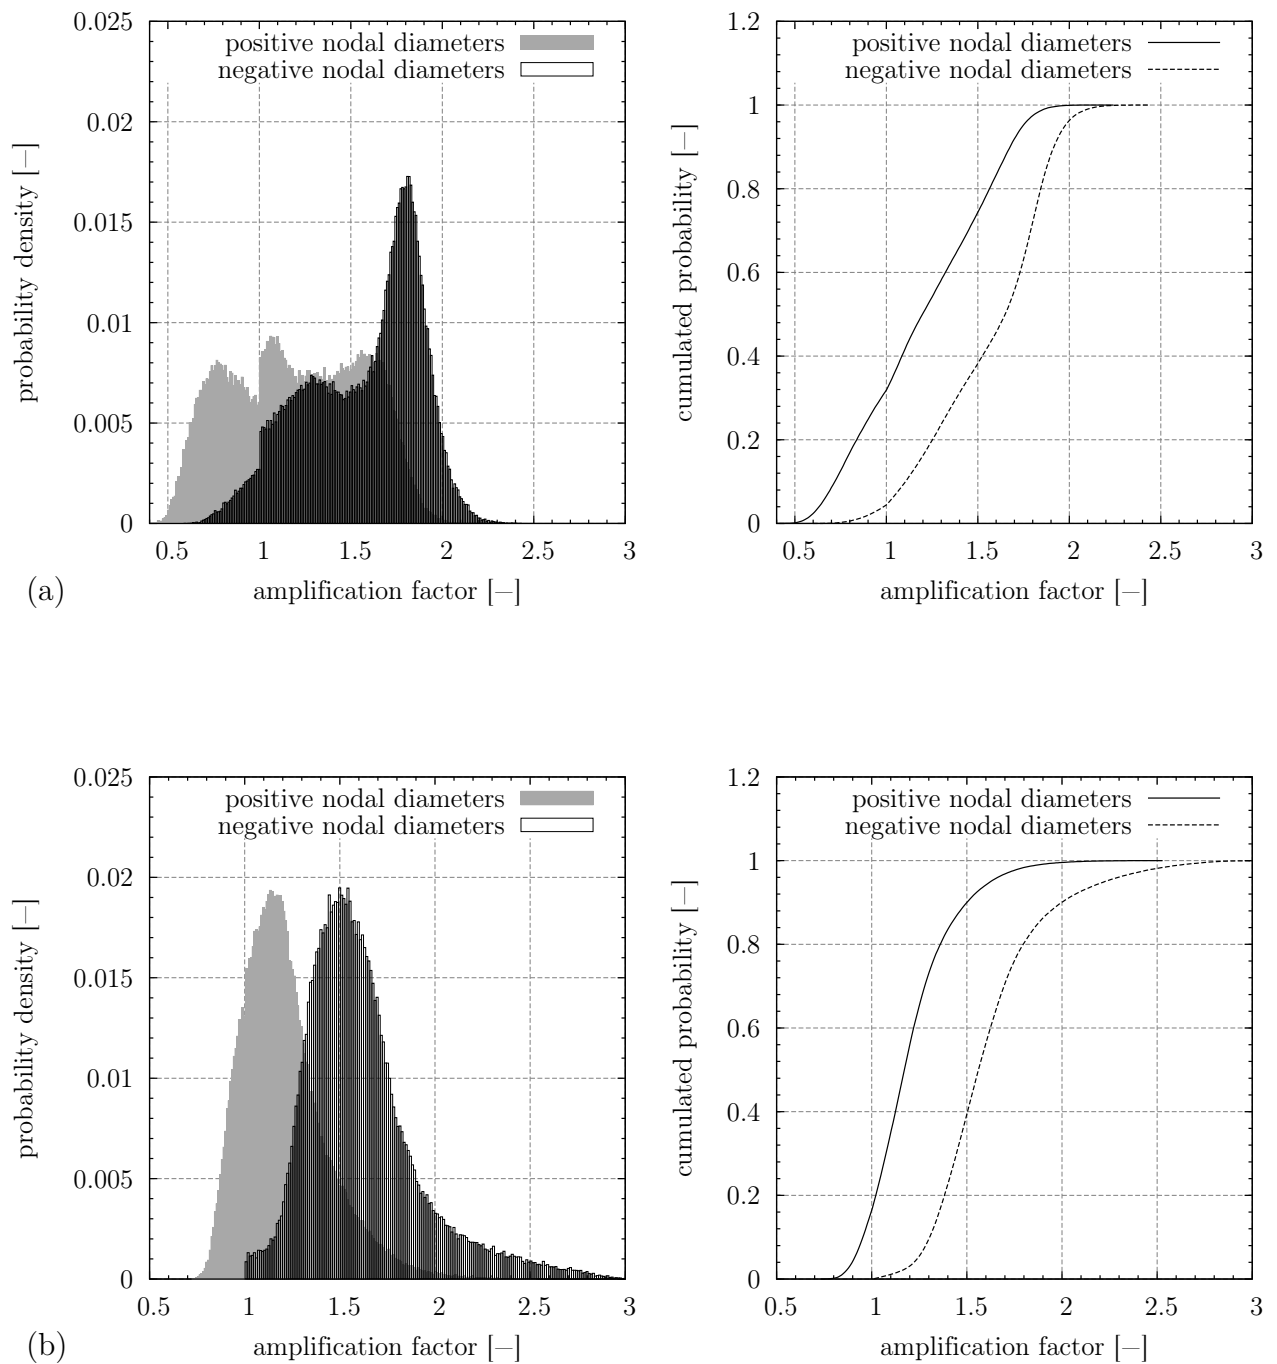 0.025
0.02
0.015
0.01
0.005
0
probability density [–]
positive nodal diameters
negative nodal diameters
0.5 1 1.5 2 2.5 3
amplification factor [–]
1.2
1
0.8
0.6
0.4
0.2
0
cumulated probability [–]
positive nodal diameters
negative nodal diameters
0.5 1 1.5 2 2.5 3
amplification factor [–]
(a)
0.025
0.02
0.015
0.01
0.005
0
probability density [–]
positive nodal diameters
negative nodal diameters
0.5 1 1.5 2 2.5 3
amplification factor [–]
1.2
1
0.8
0.6
0.4
0.2
0
cumulated probability [–]
positive nodal diameters
negative nodal diameters
0.5 1 1.5 2 2.5 3
amplification factor [–]
(b)